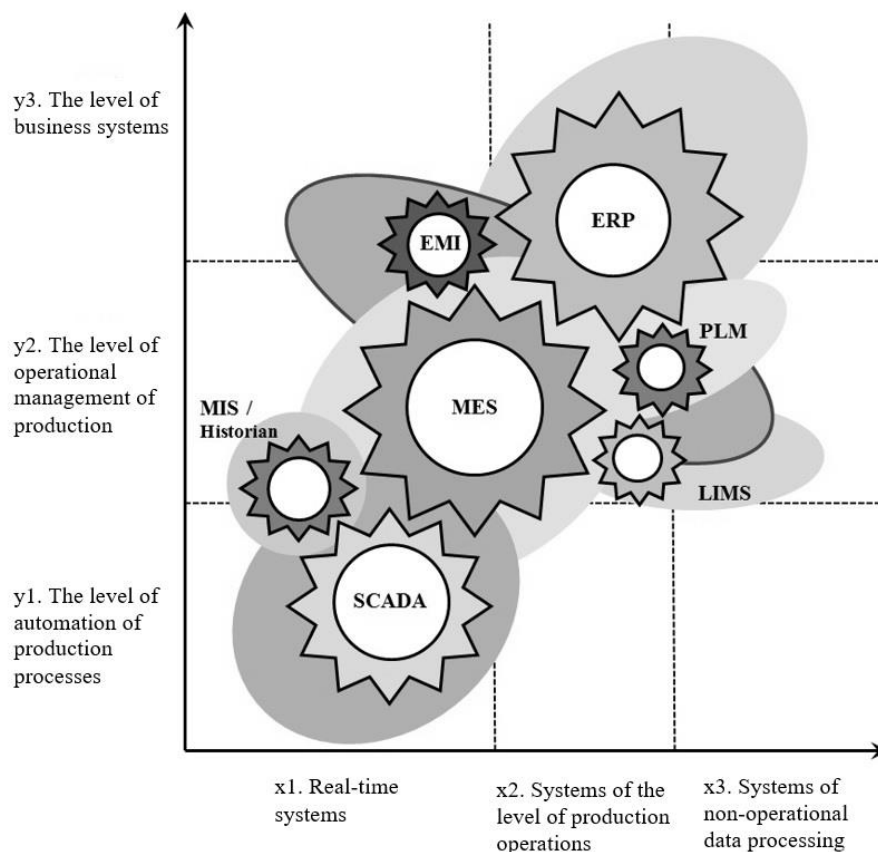 y3. The level of
business systems
ERP
EMI
y2. The level of
operational
management of
production
PLM
MIS /
Historian
MES
LIMS
y1. The level of
automation of
production
processes
SCADA
x1. Real-time
systems
x2. Systems of the
level of production
operations
x3. Systems of
non-operational
data processing